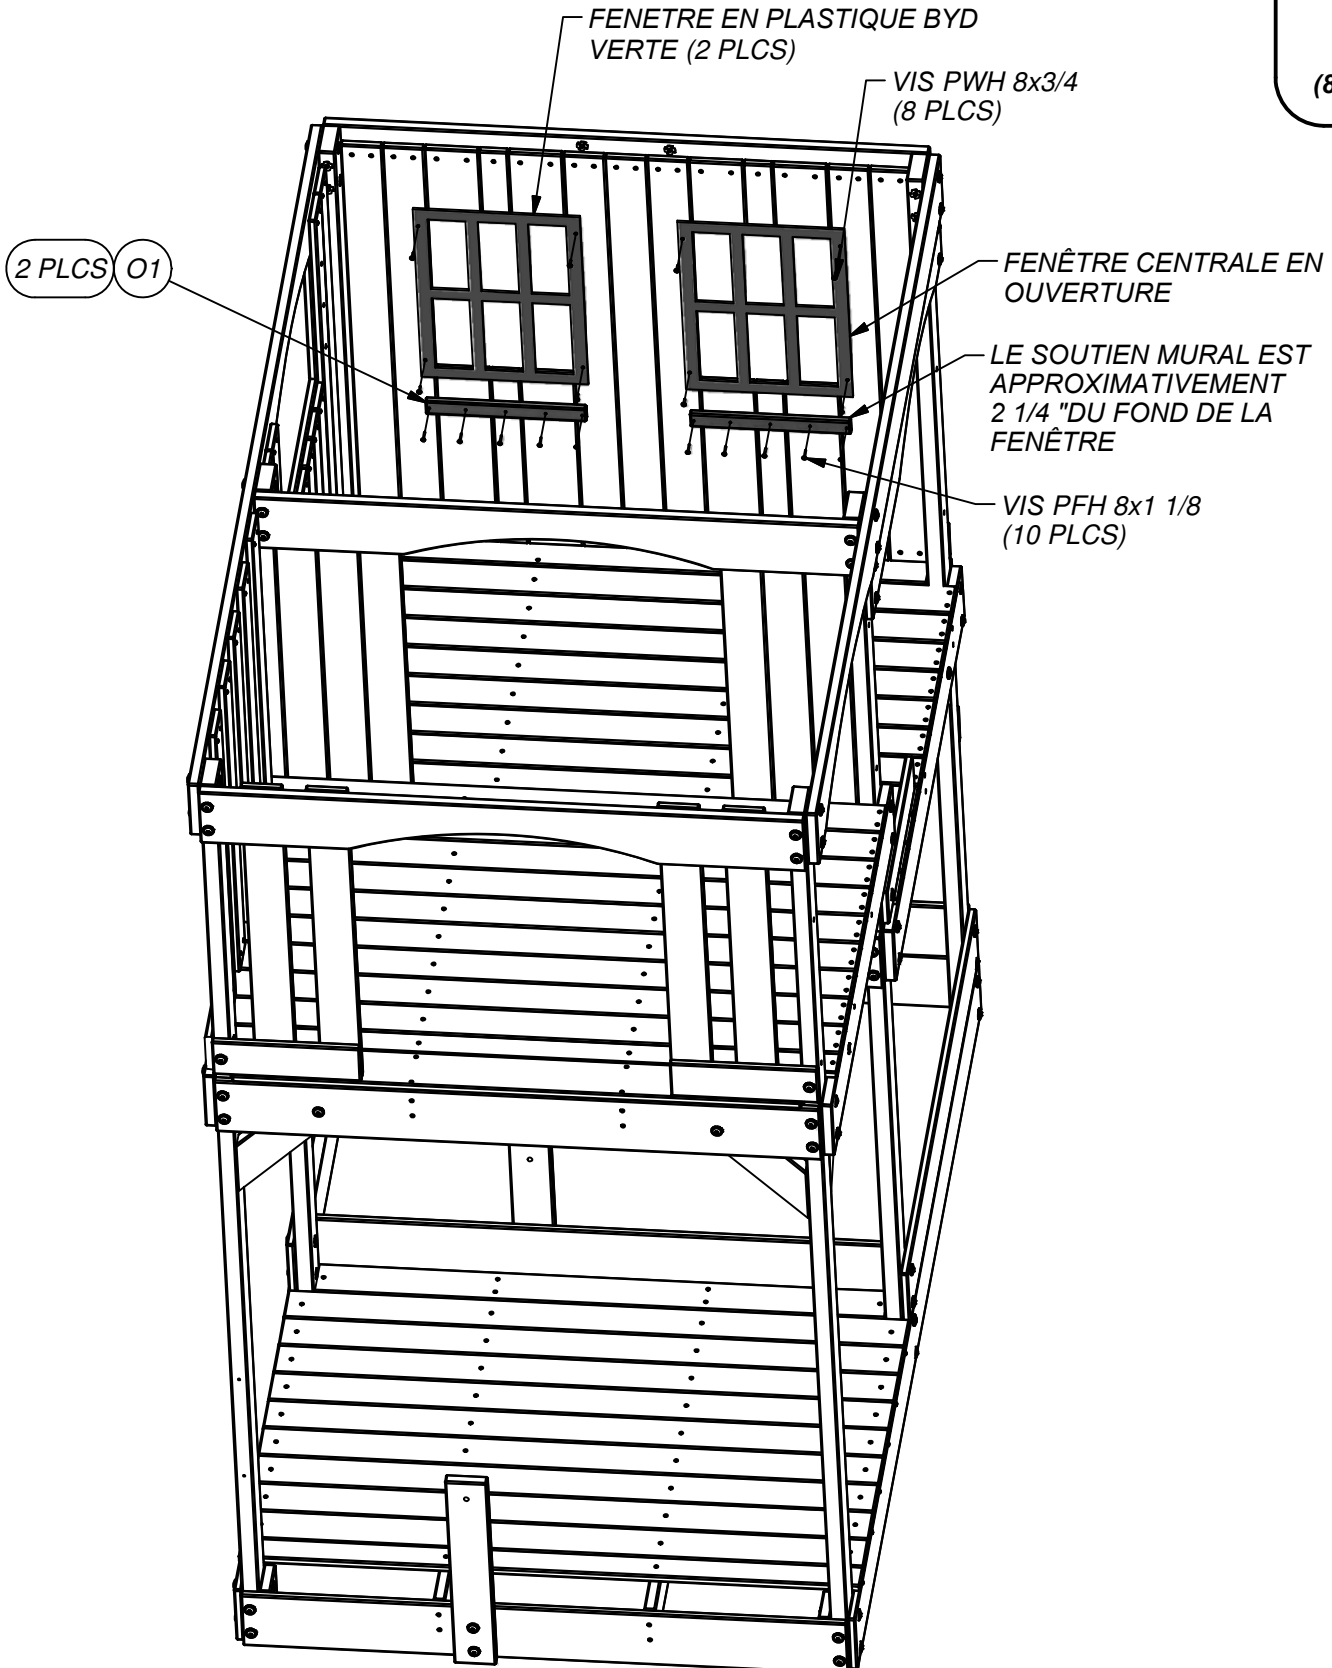 FENETRE EN PLASTIQUE BYD
VERTE (2 PLCS)
VIS PWH 8x3/4
(8 PLCS)
(8
2 PLCS O1
FENÊTRE CENTRALE EN
OUVERTURE
LE SOUTIEN MURAL EST
APPROXIMATIVEMENT
2 1/4 "DU FOND DE LA
FENÊTRE
VIS PFH 8x1 1/8
(10 PLCS)